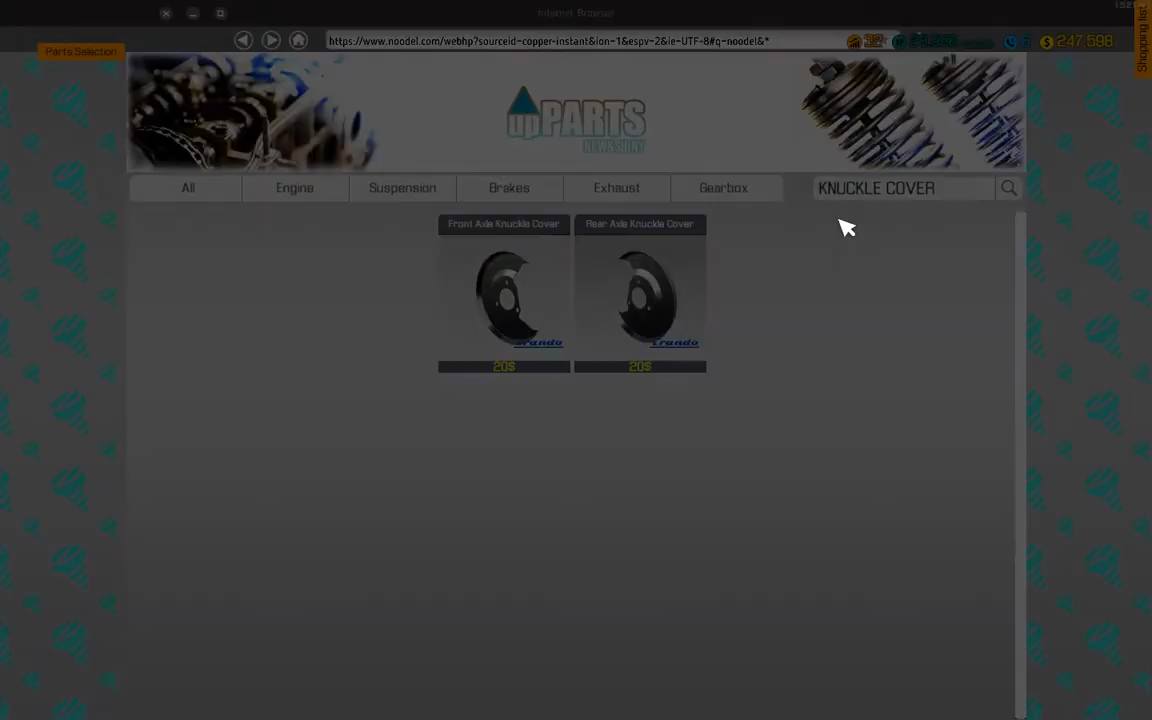 Internet Browser
Parts Selection
https://www.noodel.com/webhp?sourceid=copper-instant&ion=1&espv=2&ie=UTF-8#q=noodel&*
247,598
Shopping list
upPARTS
All
Engine
Suspension
Brakes
Exhaust
Gearbox
KNUCKLE COVER
Front Axle Knuckle Cover
Rear Axle Knuckle Cover
20$
20$